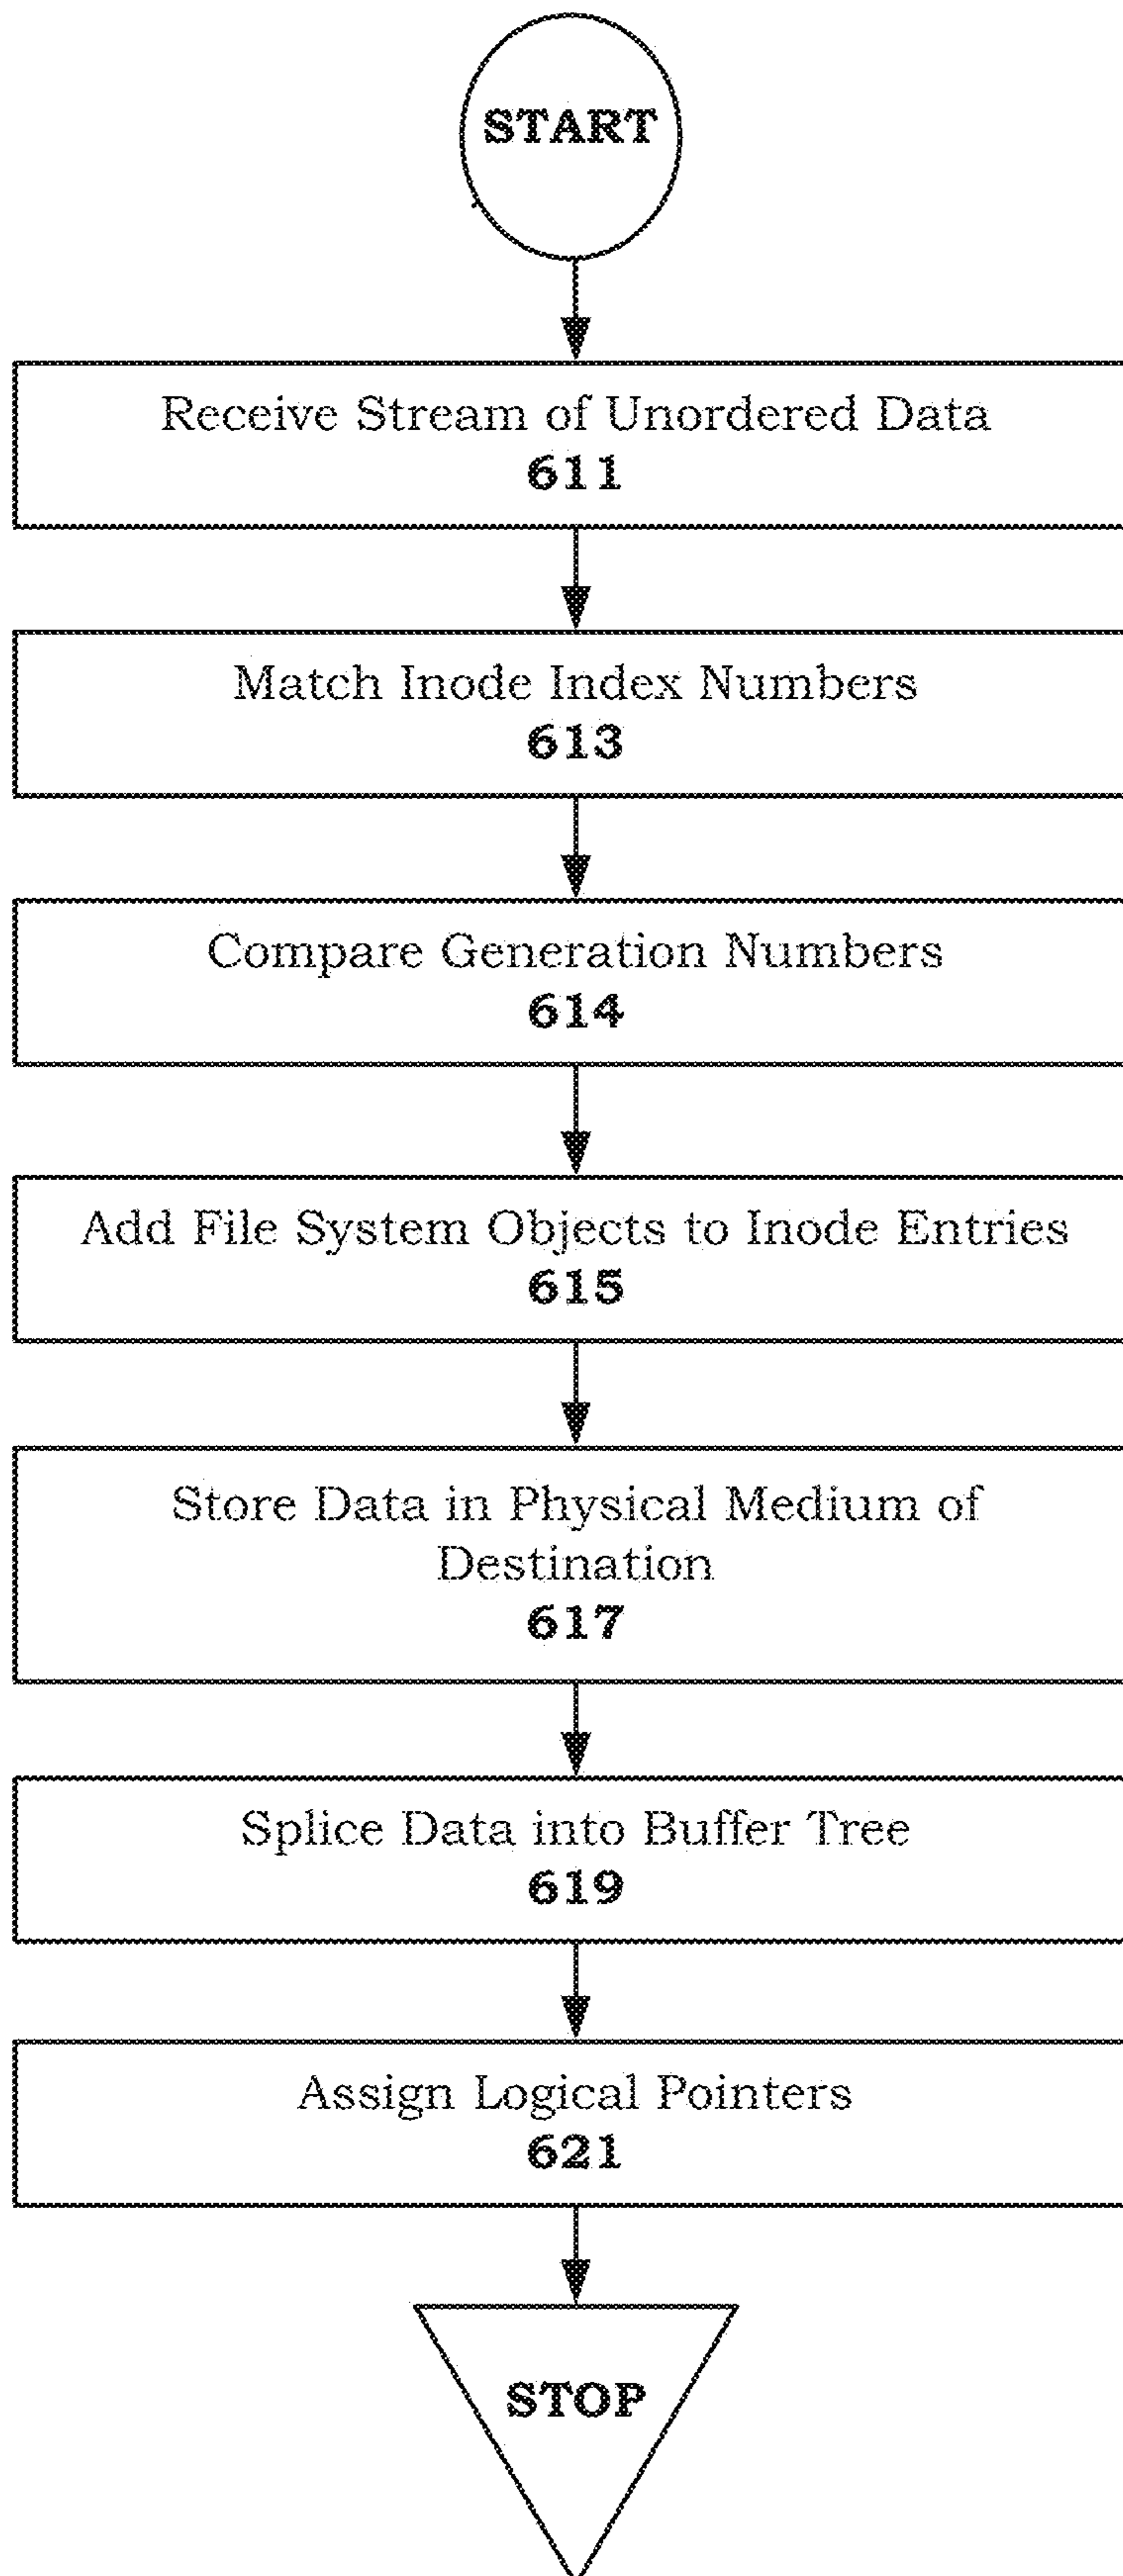 START
Receive Stream of Unordered Data
611
Match Inode Index Numbers
613
Compare Generation Numbers
614
Add File System Objects to Inode Entries
615
Store Data in Physical Medium of
Destination
617
Splice Data into Buffer Tree
619
Assign Logical Pointers
621
STOP